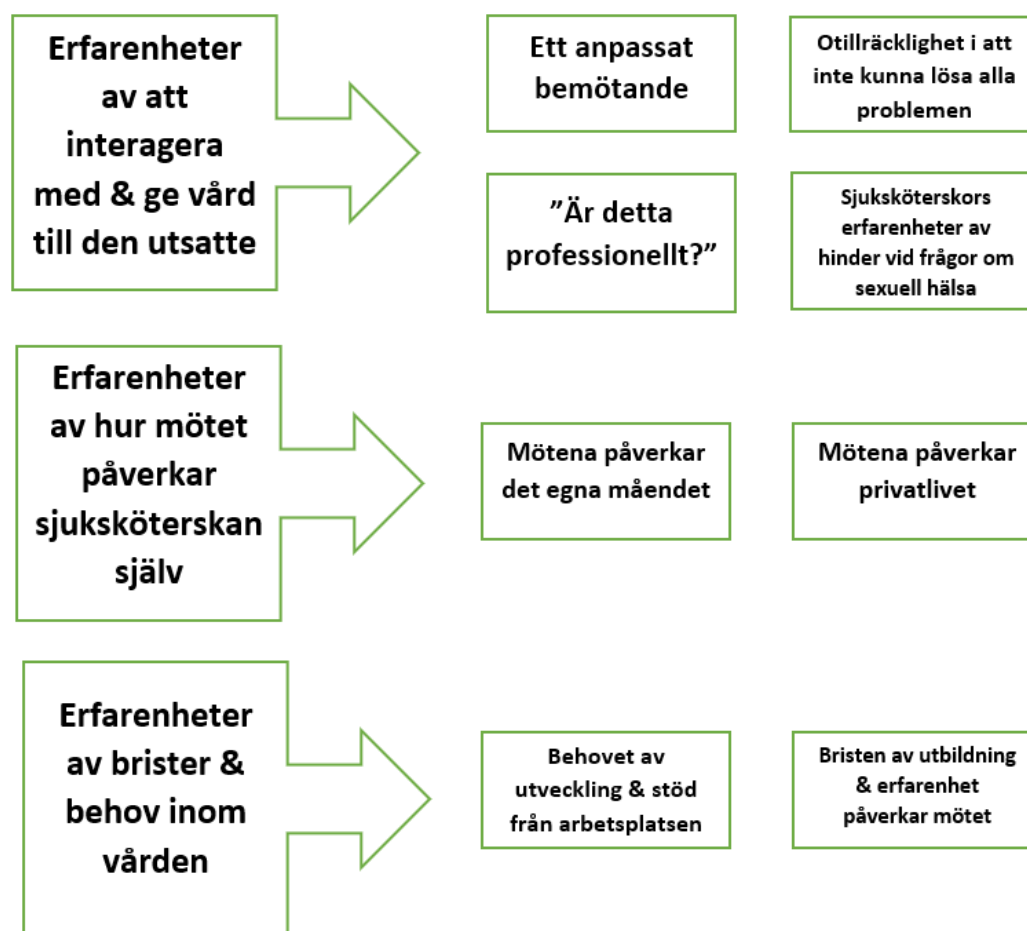 Erfarenheter
av att
interagera
med & ge vård
till den utsatte
Ett anpassat
bemötande
Otillräcklighet i att
inte kunna lösa alla
problemen
”Är detta
professionellt?”
Sjuksköterskors
erfarenheter av
hinder vid frågor om
sexuell hälsa
Erfarenheter
av hur mötet
påverkar
sjuksköterskan
själv
Mötena påverkar
det egna måendet
Mötena påverkar
privatlivet
Erfarenheter
av brister &
behov inom
vården
Behovet av
utveckling & stöd
från arbetsplatsen
Bristen av utbildning
& erfarenhet
påverkar mötet